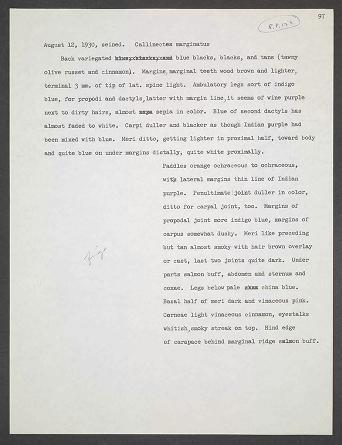 97
August 12, 1930, seined.   Callinectes marginatus
Back variegated blue blacks, blacks, and tans (tawny
olive russet and cinnamon).  Margins, marginal teeth wood brown and lighter,
terminal 3 mm. of tip of lat. spine light.  Ambulatory legs sort of indigo
blue, for propodi and dactyls, latter with margin line, it seems of wine purple
next to dirty hairs, almost sepia in color.  Blue of second dactyls has
almost faded to white.  Carpi duller and blacker as though Indian purple had
been mixed with blue.  Meri ditto, getting lighter in proximal half, toward body
and quite blue on under margins distally, quite white proximally.
Paddles orange ochraceous to ochraceous,
with lateral margins thin line of Indian
purple.  Penultimate joint duller in color,
ditto for carpal joint, too.  Margins of
propodal joint more indigo blue, margins of
carpus somewhat dusky.  Meri like preceding
but tan almost smoky with hair brown overlay
or cast, last two joints quite dark.  Under
parts salmon buff, abdomen and sternum and
coxae.  Legs below pale china blue.
Basal half of meri dark and vinaceous pink.
Corneae light vinaceous cinnamon, eyestalks
whitish, smoky streak on top.  Hind edge
of carapace behind marginal ridge salmon buff.